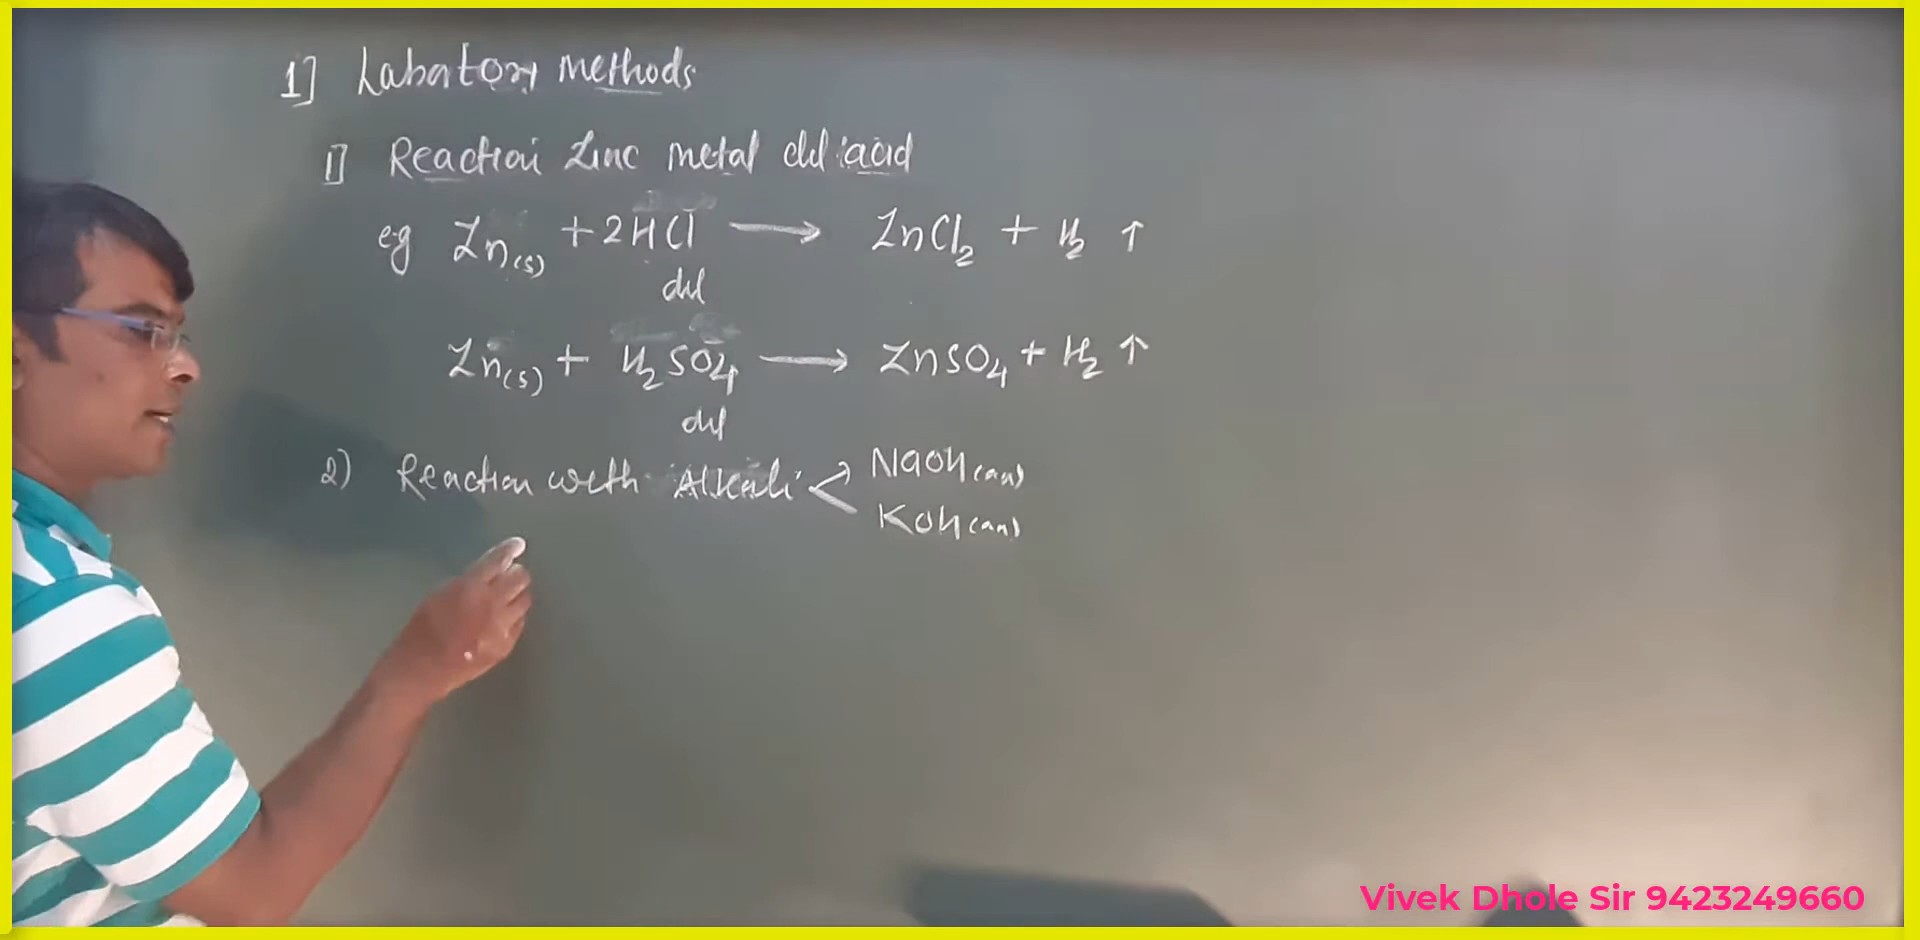 1] Labatory Methods
1] Reaction Zinc metal dil acid
eg Zn(s) + 2HCl ⟶ ZnCl₂ + H₂ ↑
dil
Zn(s) + H₂SO₄ ⟶ ZnSO₄ + H₂ ↑
dil
2) Reaction with Alkali
NaOH(aq)
KOH(aq)
Vivek Dhole Sir 9423249660